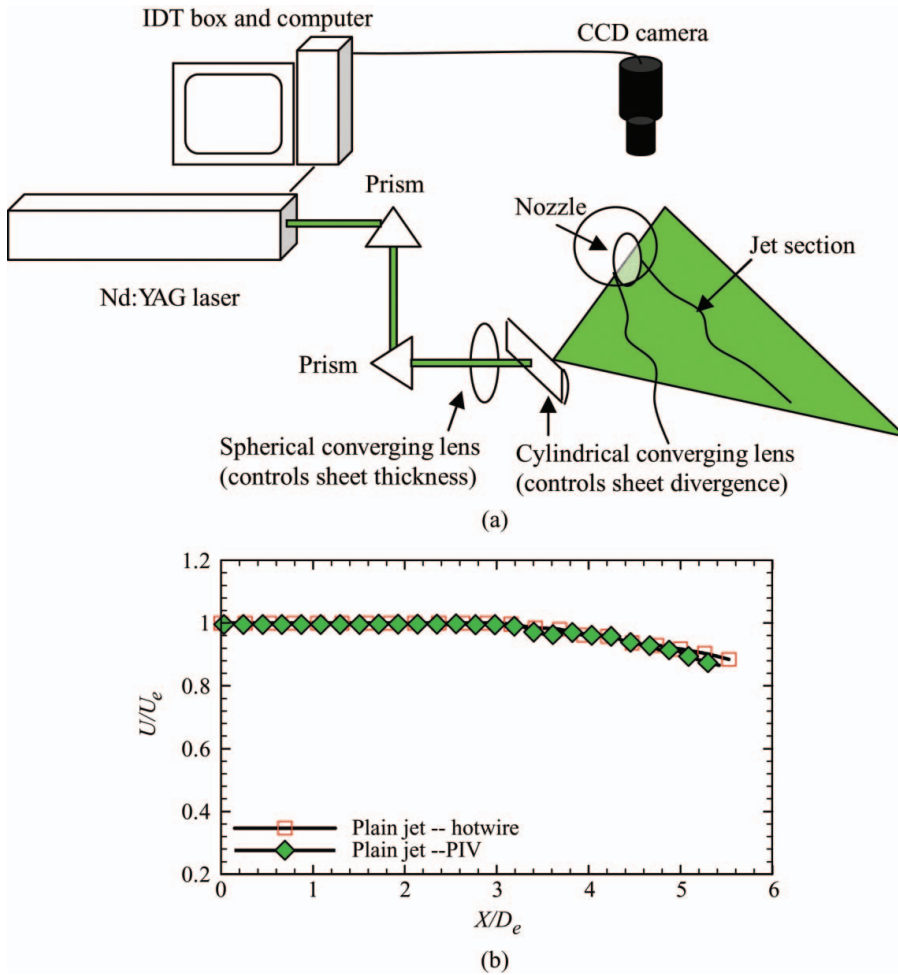 IDT box and computer
CCD camera
Prism
Nozzle
Jet section
Nd:YAG laser
Prism
Spherical converging lens
(controls sheet thickness)
Cylindrical converging lens
(controls sheet divergence)
(a)
1.2
1
0.8
0.6
0.4
0.2
U/Ue
Plain jet -- hotwire
Plain jet --PIV
0 1 2 3 4 5 6
X/De
(b)